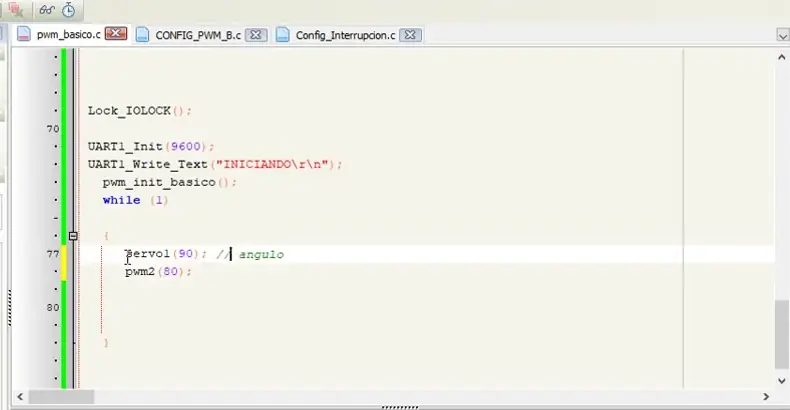 pwm_basico.c
CONFIG_PWM_B.c
Config_Interrupcion.c
Lock_IOLOCK();
70
UART1_Init(9600);
UART1_Write_Text("INICIANDO\r\n");
pwm_init_basico();
while (1)
{
77 servo1(90); // angulo
pwm2(80);
80
}